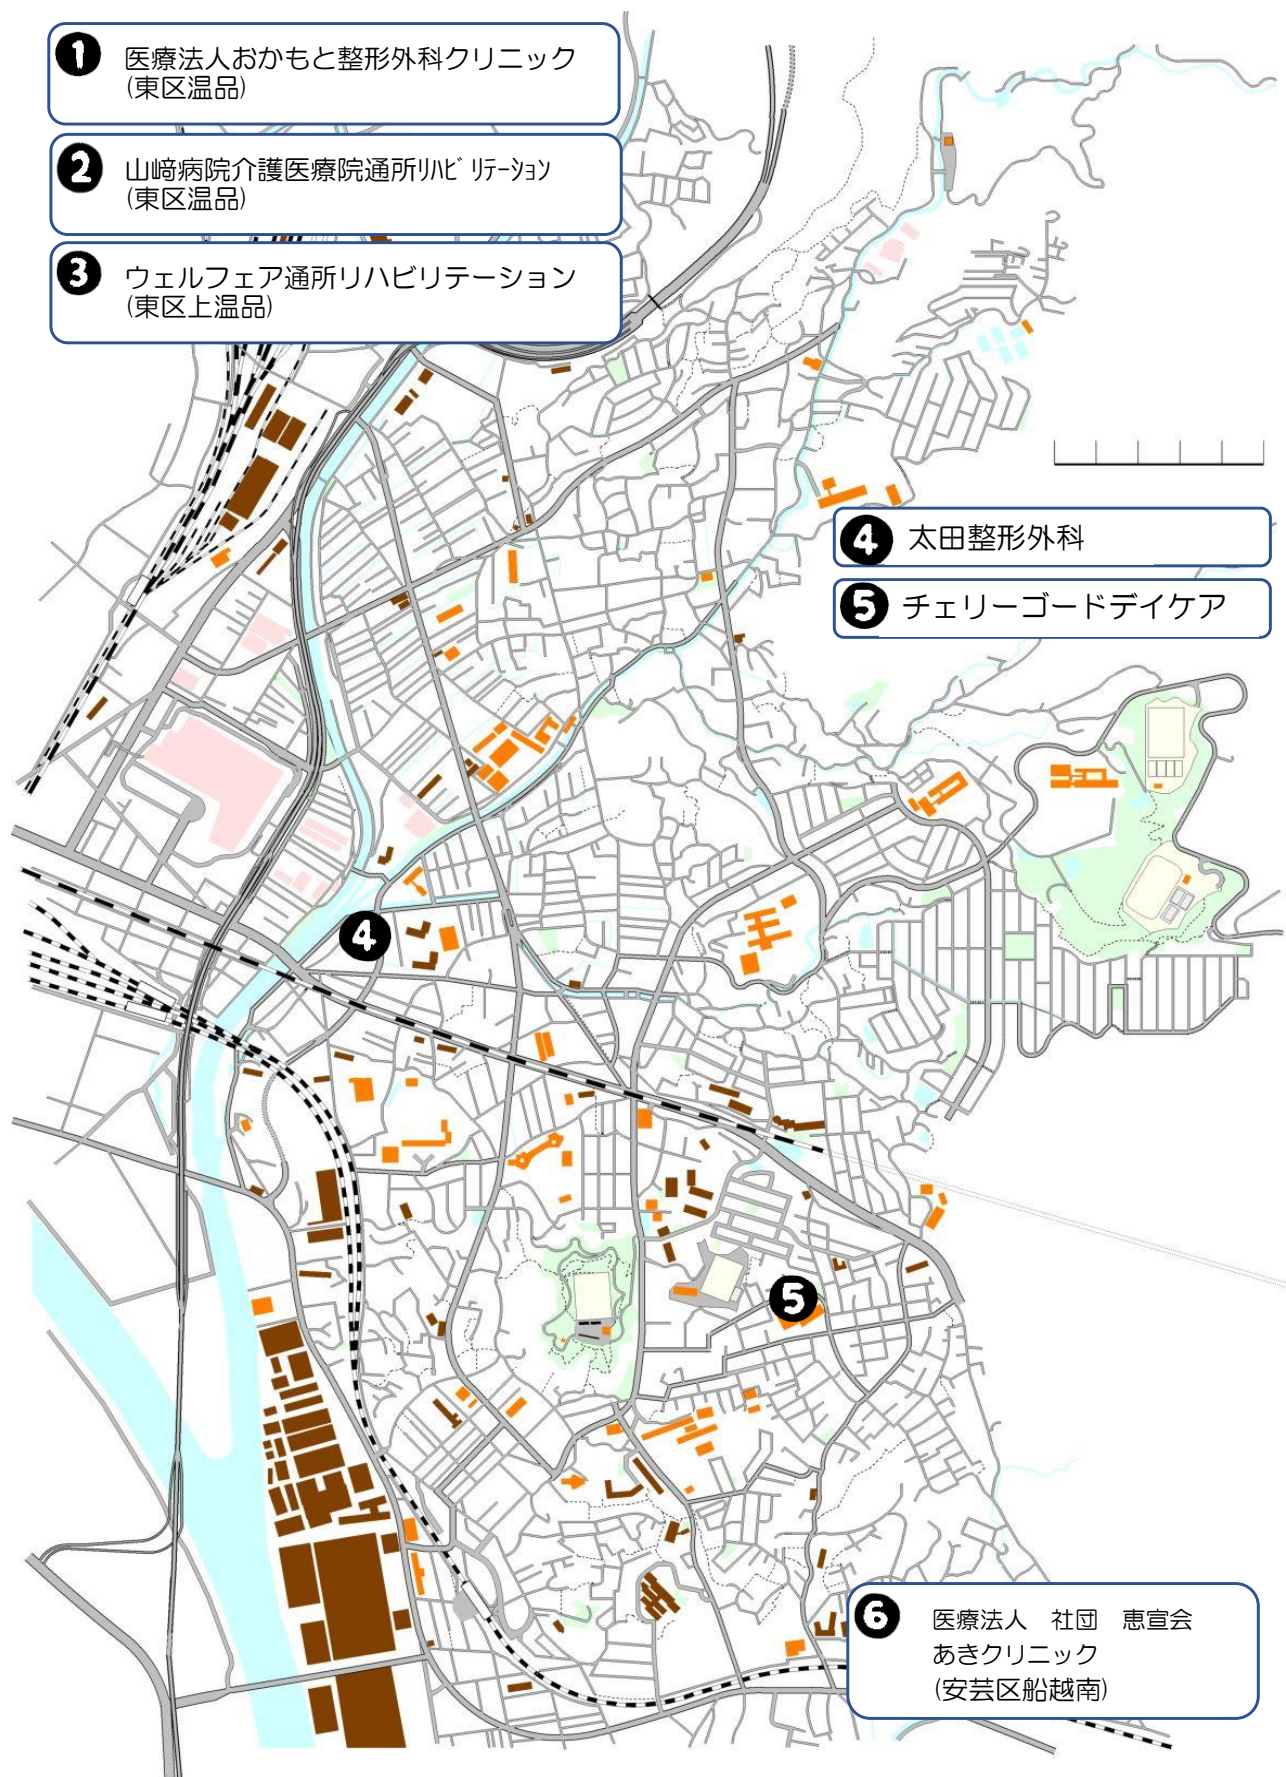 1 医療法人おかもと整形外科クリニック
(東区温品)
2 山﨑病院介護医療院通所ﾘﾊﾋﾞﾘﾃｰｼｮﾝ
(東区温品)
3 ウェルフェア通所リハビリテーション
(東区上温品)
4 太田整形外科
5 チェリーゴードデイケア
4
5
6 医療法人　社団　恵宣会
あきクリニック
(安芸区船越南)